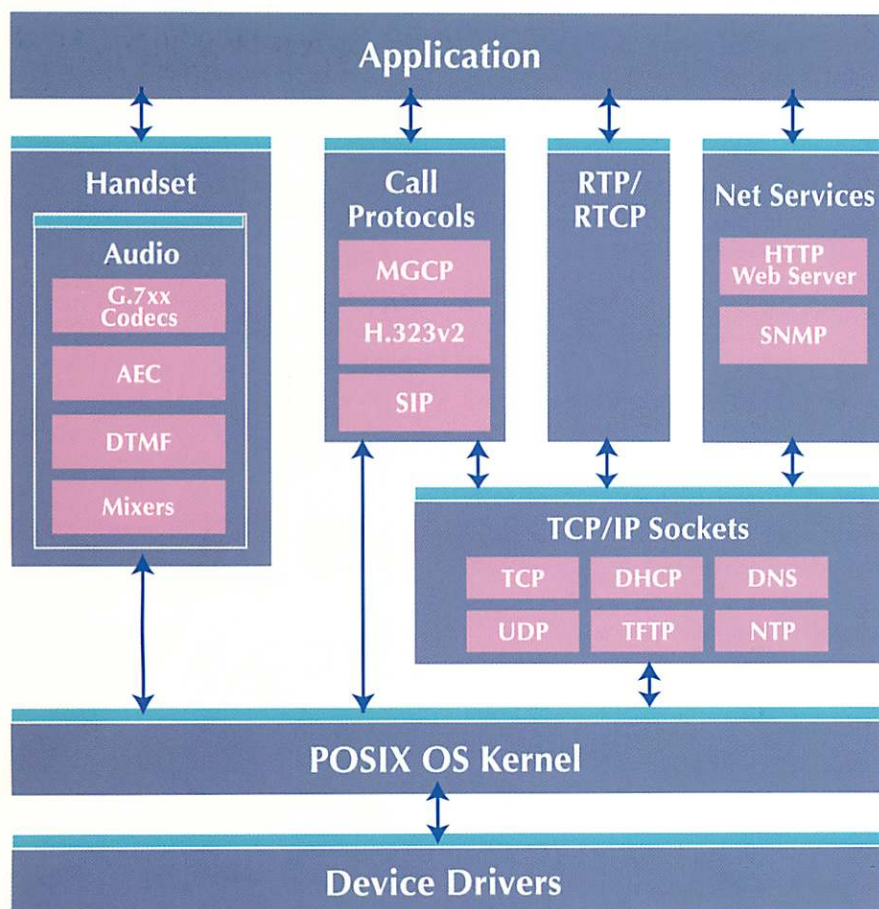 Application
Handset
Audio
G.7xx
Codecs
AEC
DTMF
Mixers
Call
Protocols
MGCP
H.323v2
SIP
RTP/
RTCP
Net Services
HTTP
Web Server
SNMP
TCP/IP Sockets
TCP
DHCP
DNS
UDP
TFTP
NTP
POSIX OS Kernel
Device Drivers